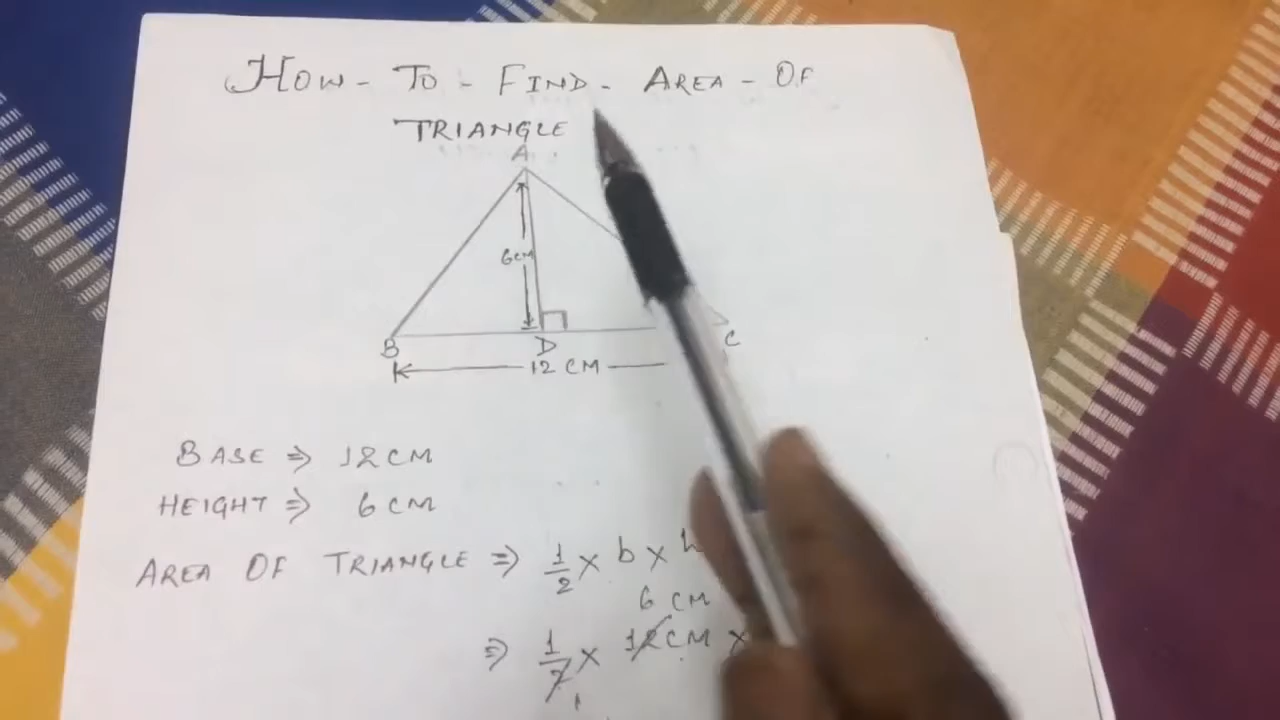 HOW - TO - FIND - AREA - OF
TRIANGLE
A
6cm
B
D
C
12 CM
BASE ⇒ 12 CM
HEIGHT ⇒ 6 CM
AREA OF TRIANGLE ⇒ 1/2 × b × h
6 CM
⇒ 1/2 × 12 CM ×
1